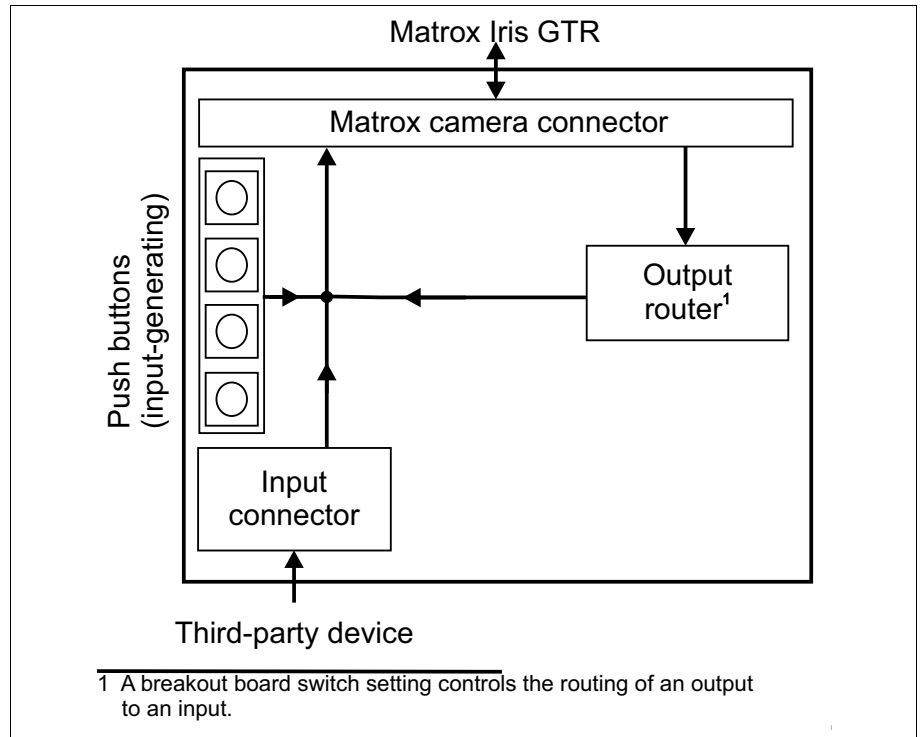 Matrox Iris GTR
Matrox camera connector
Push buttons
(input-generating)
Output
router¹
Input
connector
Third-party device
1 A breakout board switch setting controls the routing of an output
to an input.